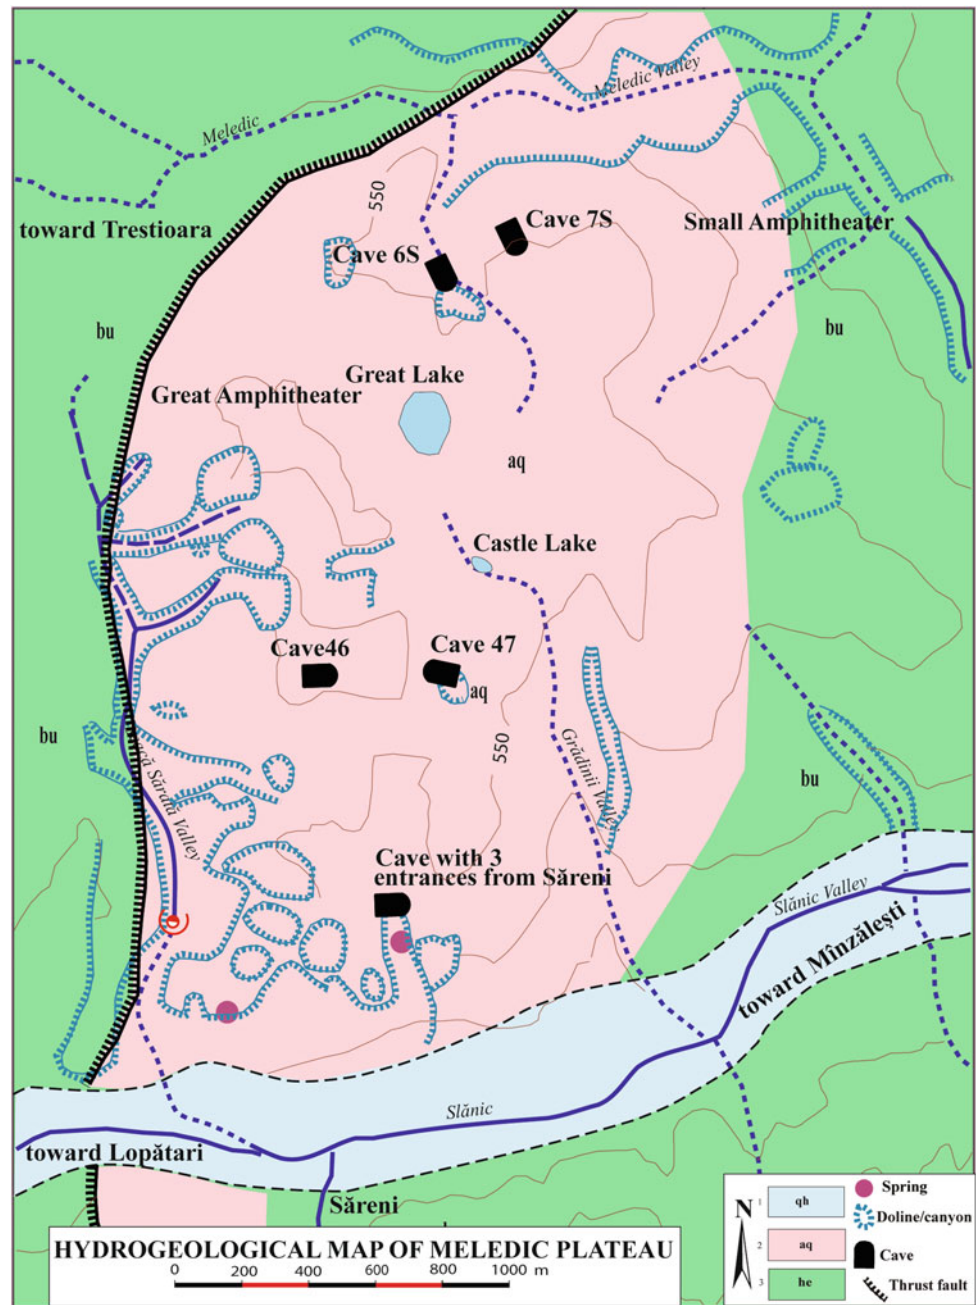 Meledic Valley
Meledic
550
toward Trestioara
Cave 7S
Small Amphitheater
Cave 6S
bu
bu
Great Lake
Great Amphitheater
aq
Castle Lake
Cave46
Cave 47
aq
bu
550
Grădinii Valley
bu
Sărată Valley
Cave with 3
entrances from Săreni
Slănic Valley
toward Mînzălești
Slănic
toward Lopătari
Săreni
HYDROGEOLOGICAL MAP OF MELEDIC PLATEAU
0 200 400 600 800 1000 m
N
1 qh
2 aq
3 he
Spring
Doline/canyon
Cave
Thrust fault